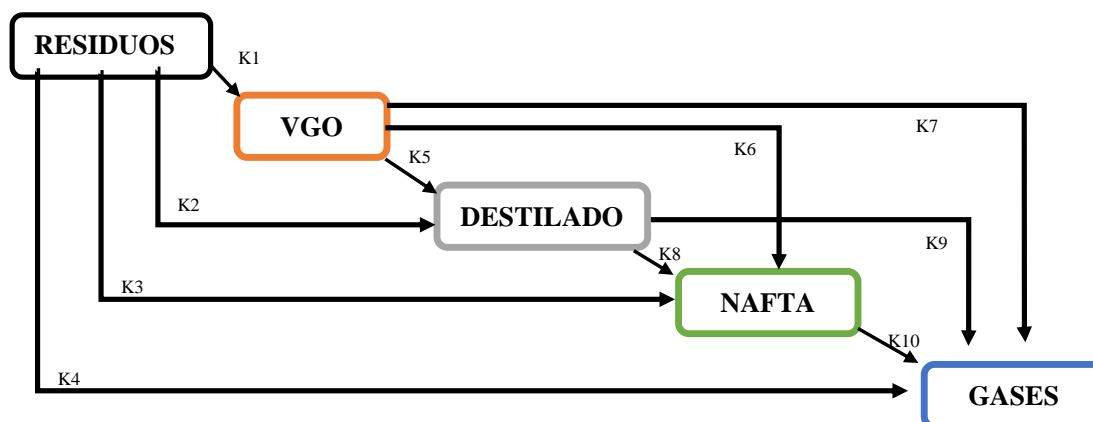 RESIDUOS
K1
VGO
K7
K6
K5
K2
DESTILADO
K9
K8
K3
NAFTA
K10
K4
GASES